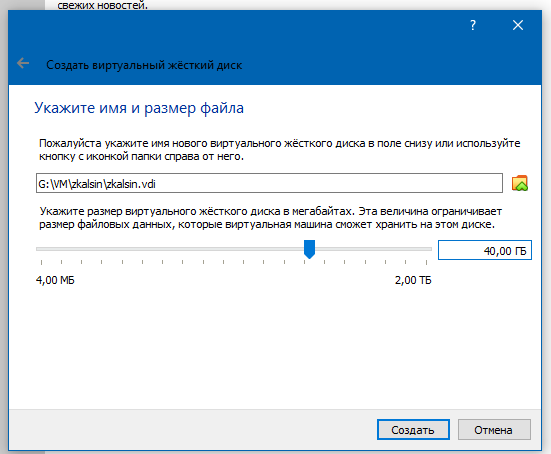 свежих новостей.
?
Создать виртуальный жёсткий диск
Укажите имя и размер файла
Пожалуйста укажите имя нового виртуального жёсткого диска в поле снизу или используйте
кнопку с иконкой папки справа от него.
G:\VM\zkalsin\zkalsin.vdi
Укажите размер виртуального жёсткого диска в мегабайтах. Эта величина ограничивает
размер файловых данных, которые виртуальная машина сможет хранить на этом диске.
40,00 ГБ
4,00 МБ 2,00 ТБ
Создать Отмена